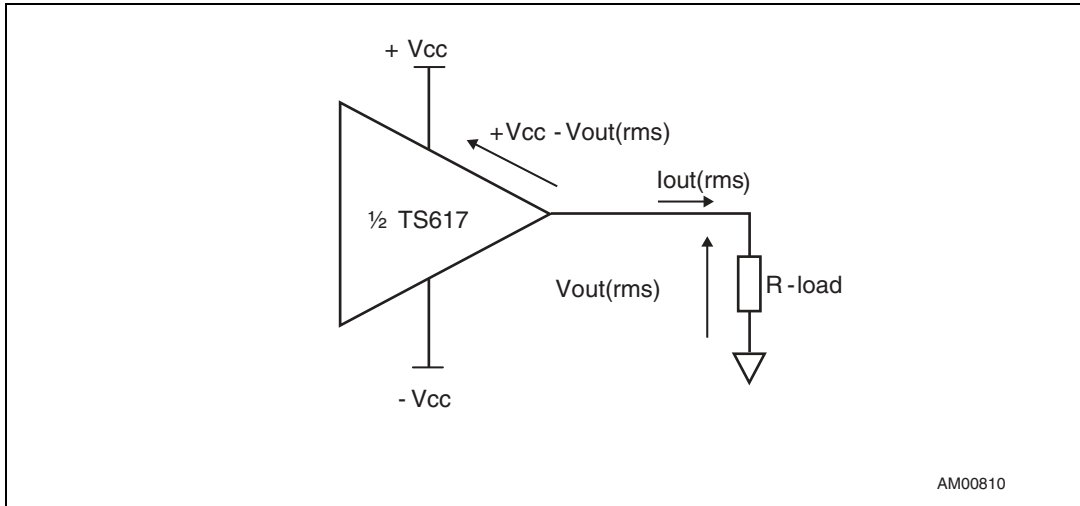 + Vcc
+Vcc - Vout(rms)
Iout(rms)
½ TS617
Vout(rms)
R-load
- Vcc
AM00810